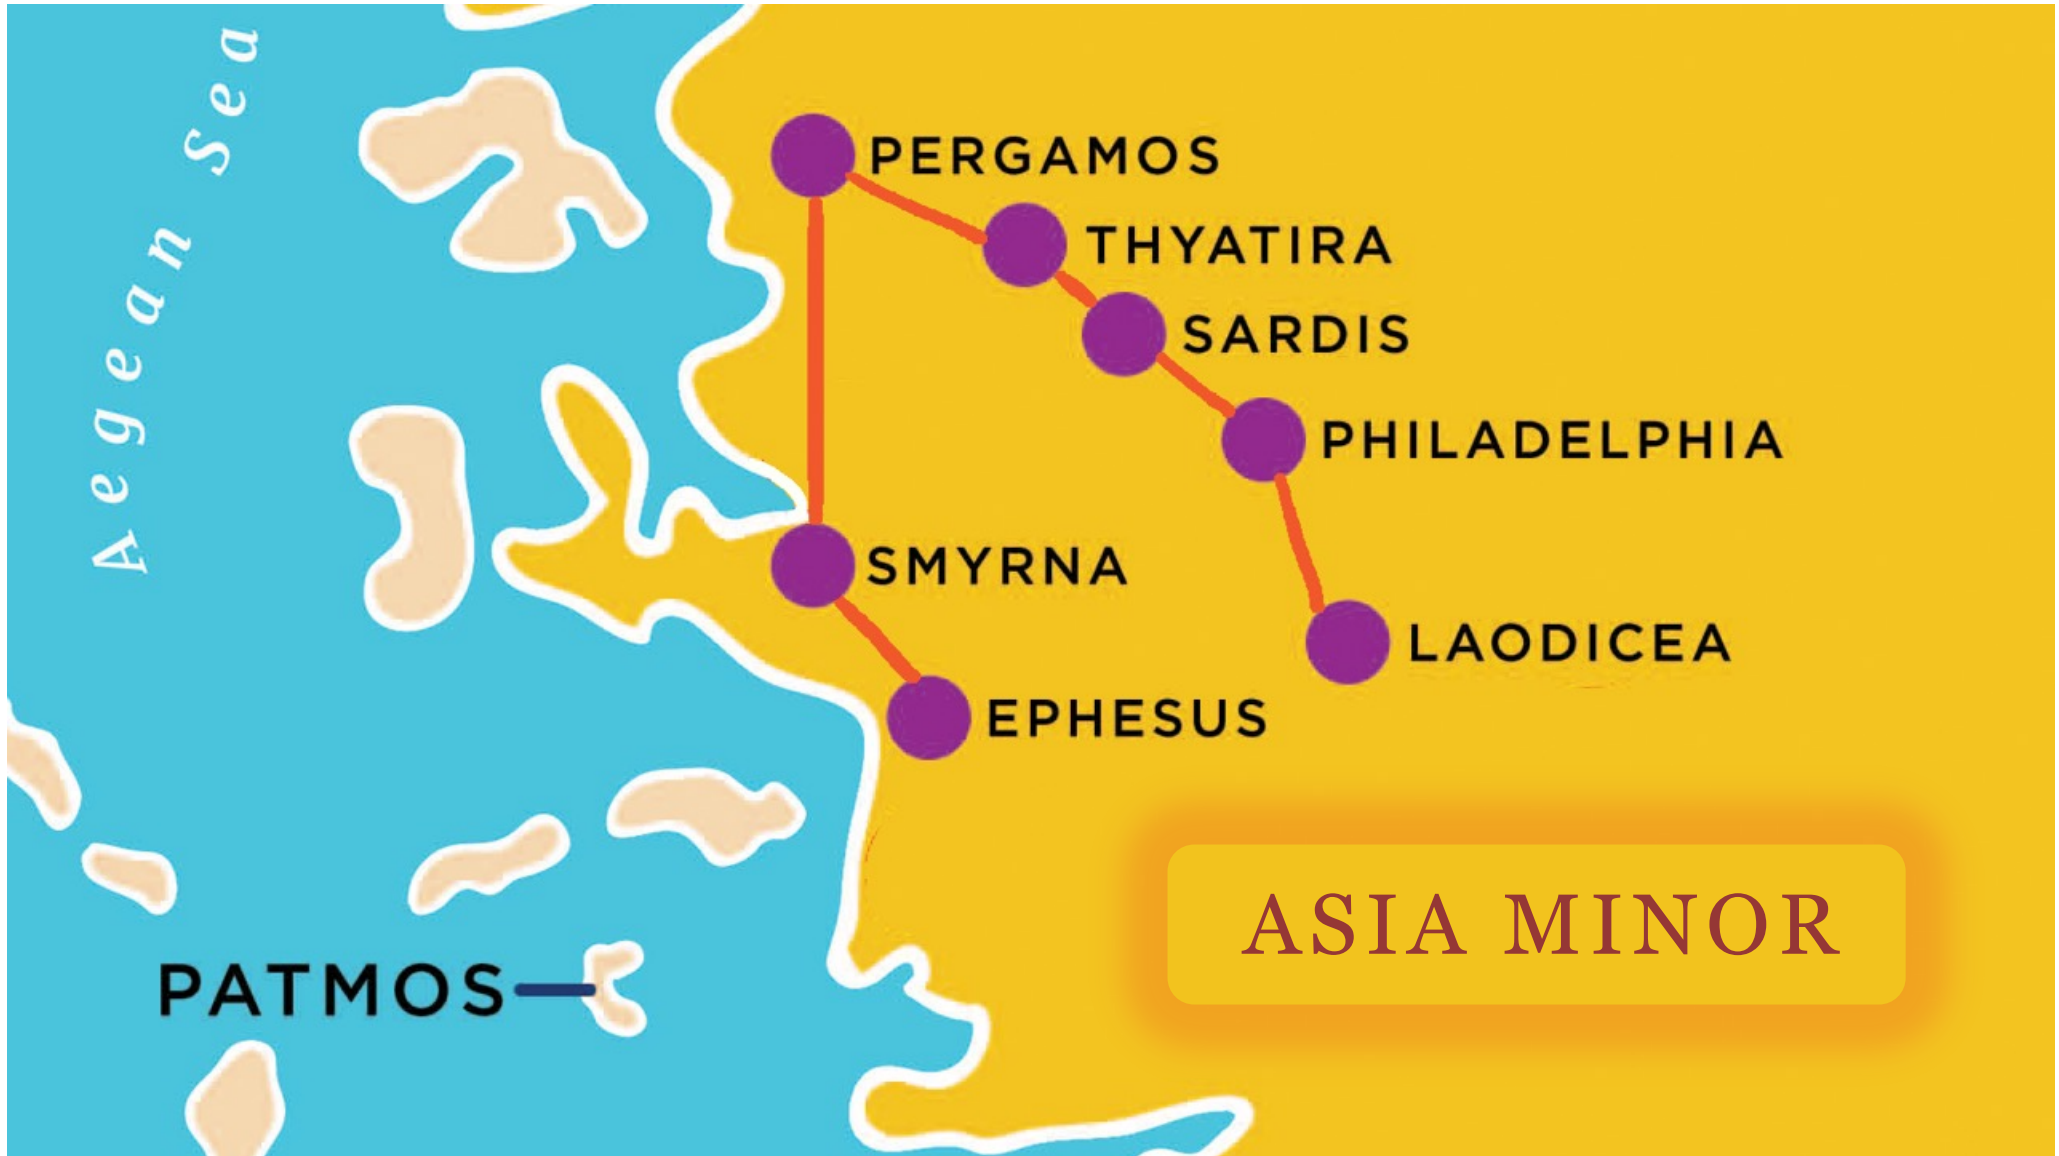 Aegean Sea
PERGAMOS
THYATIRA
SARDIS
PHILADELPHIA
SMYRNA
LAODICEA
EPHESUS
ASIA MINOR
PATMOS